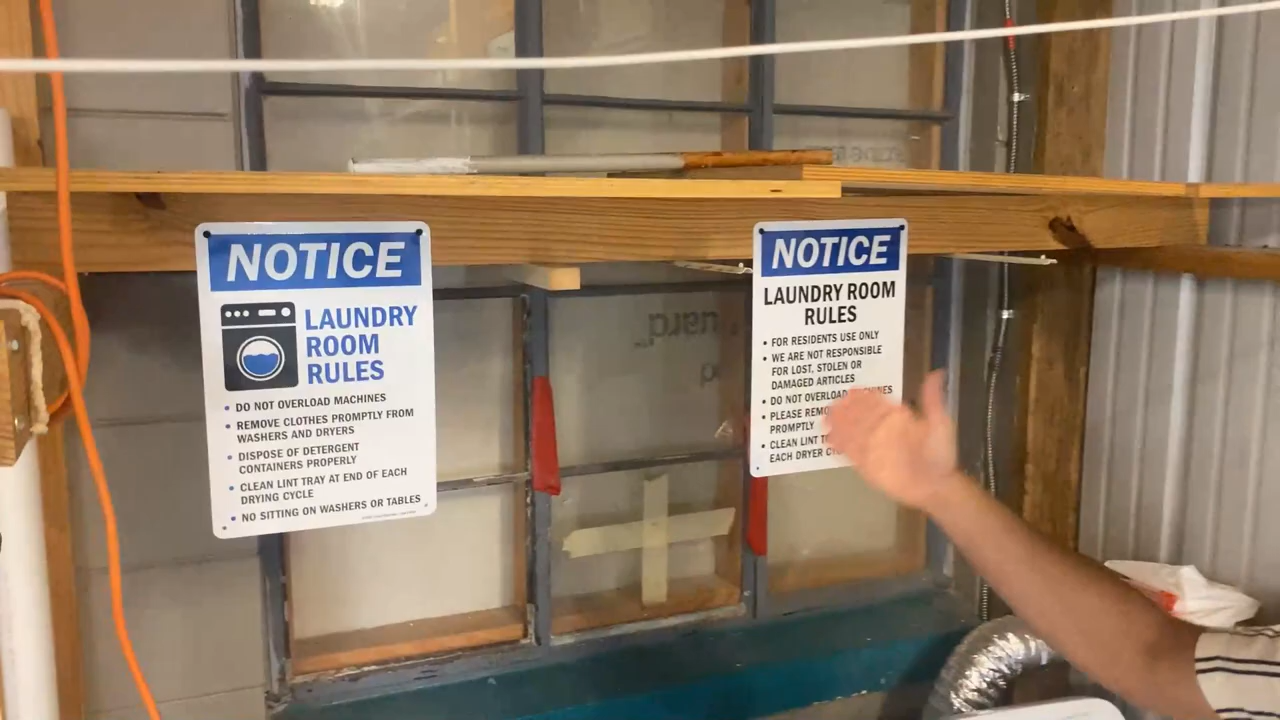 NOTICE
LAUNDRY
ROOM
RULES
• DO NOT OVERLOAD MACHINES
• REMOVE CLOTHES PROMPTLY FROM
WASHERS AND DRYERS
• DISPOSE OF DETERGENT
CONTAINERS PROPERLY
• CLEAN LINT TRAY AT END OF EACH
DRYING CYCLE
• NO SITTING ON WASHERS OR TABLES
NOTICE
LAUNDRY ROOM
RULES
• FOR RESIDENTS USE ONLY
• WE ARE NOT RESPONSIBLE
FOR LOST, STOLEN OR
DAMAGED ARTICLES
• DO NOT OVERLOAD MACHINES
• PLEASE
PROMPTLY
• CLEAN LINT
EACH DRYER